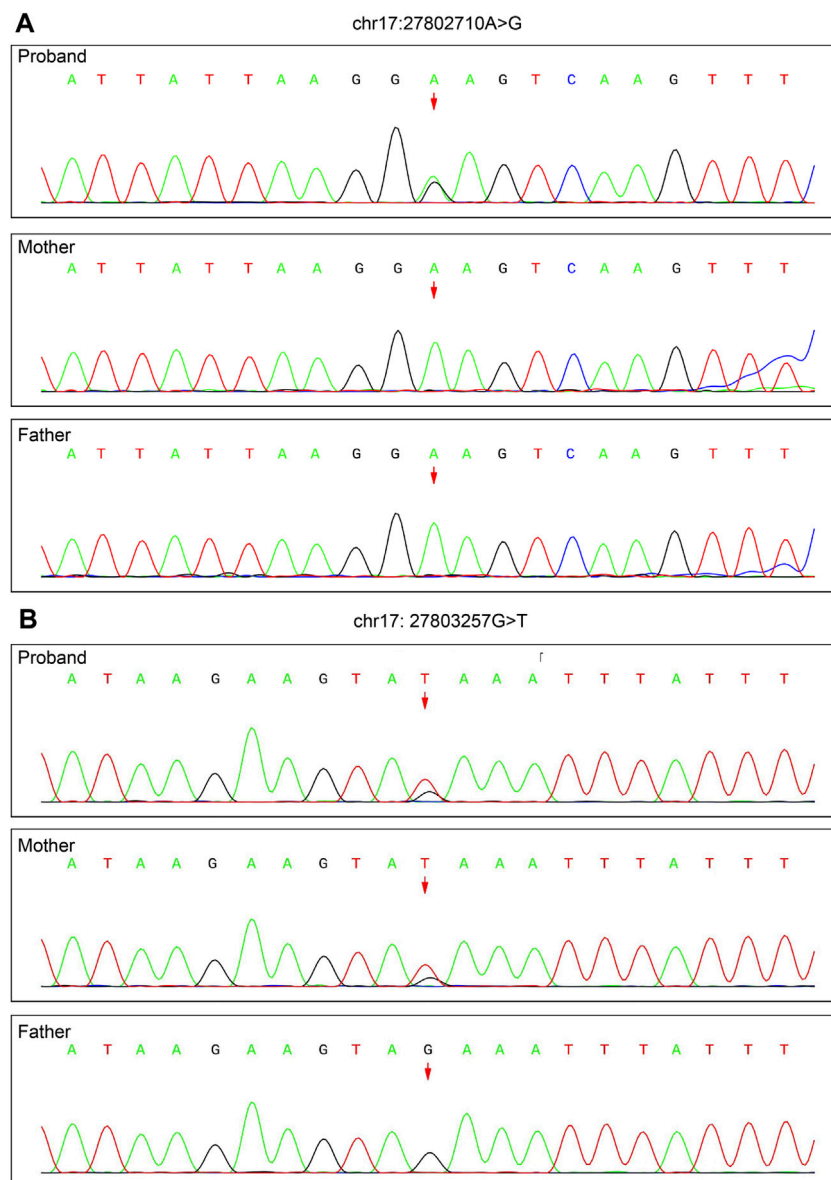 A
chr17:27802710A>G
Proband
A T T A T T A A G G A A G T C A A G T T T
Mother
A T T A T T A A G G A A G T C A A G T T T
Father
A T T A T T A A G G A A G T C A A G T T T
B
chr17: 27803257G>T
Proband
A T A A G A A G T A T A A A T T T A T T T
Mother
A T A A G A A G T A T A A A T T T A T T T
Father
A T A A G A A G T A G A A A T T T A T T T